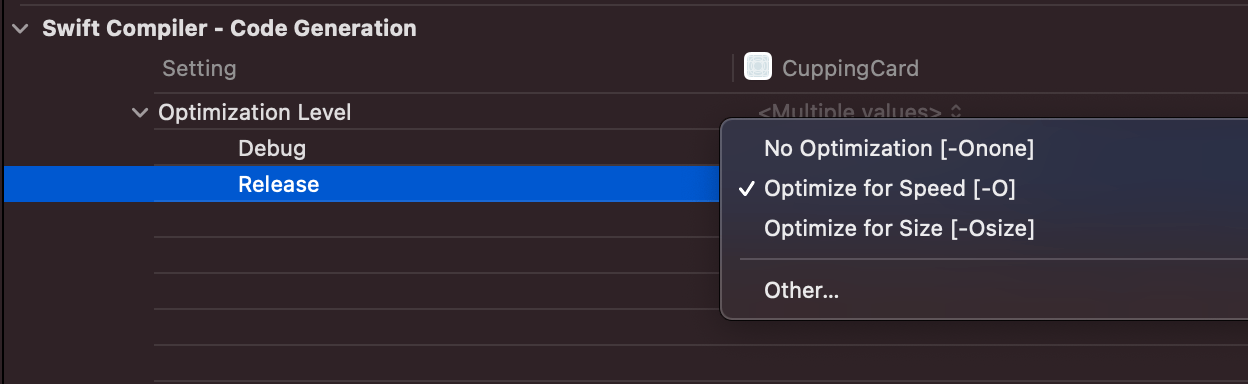 Swift Compiler - Code Generation
Setting CuppingCard
Optimization Level <Multiple values>
Debug No Optimization [-Onone]
Release Optimize for Speed [-O]
Optimize for Size [-Osize]
Other...